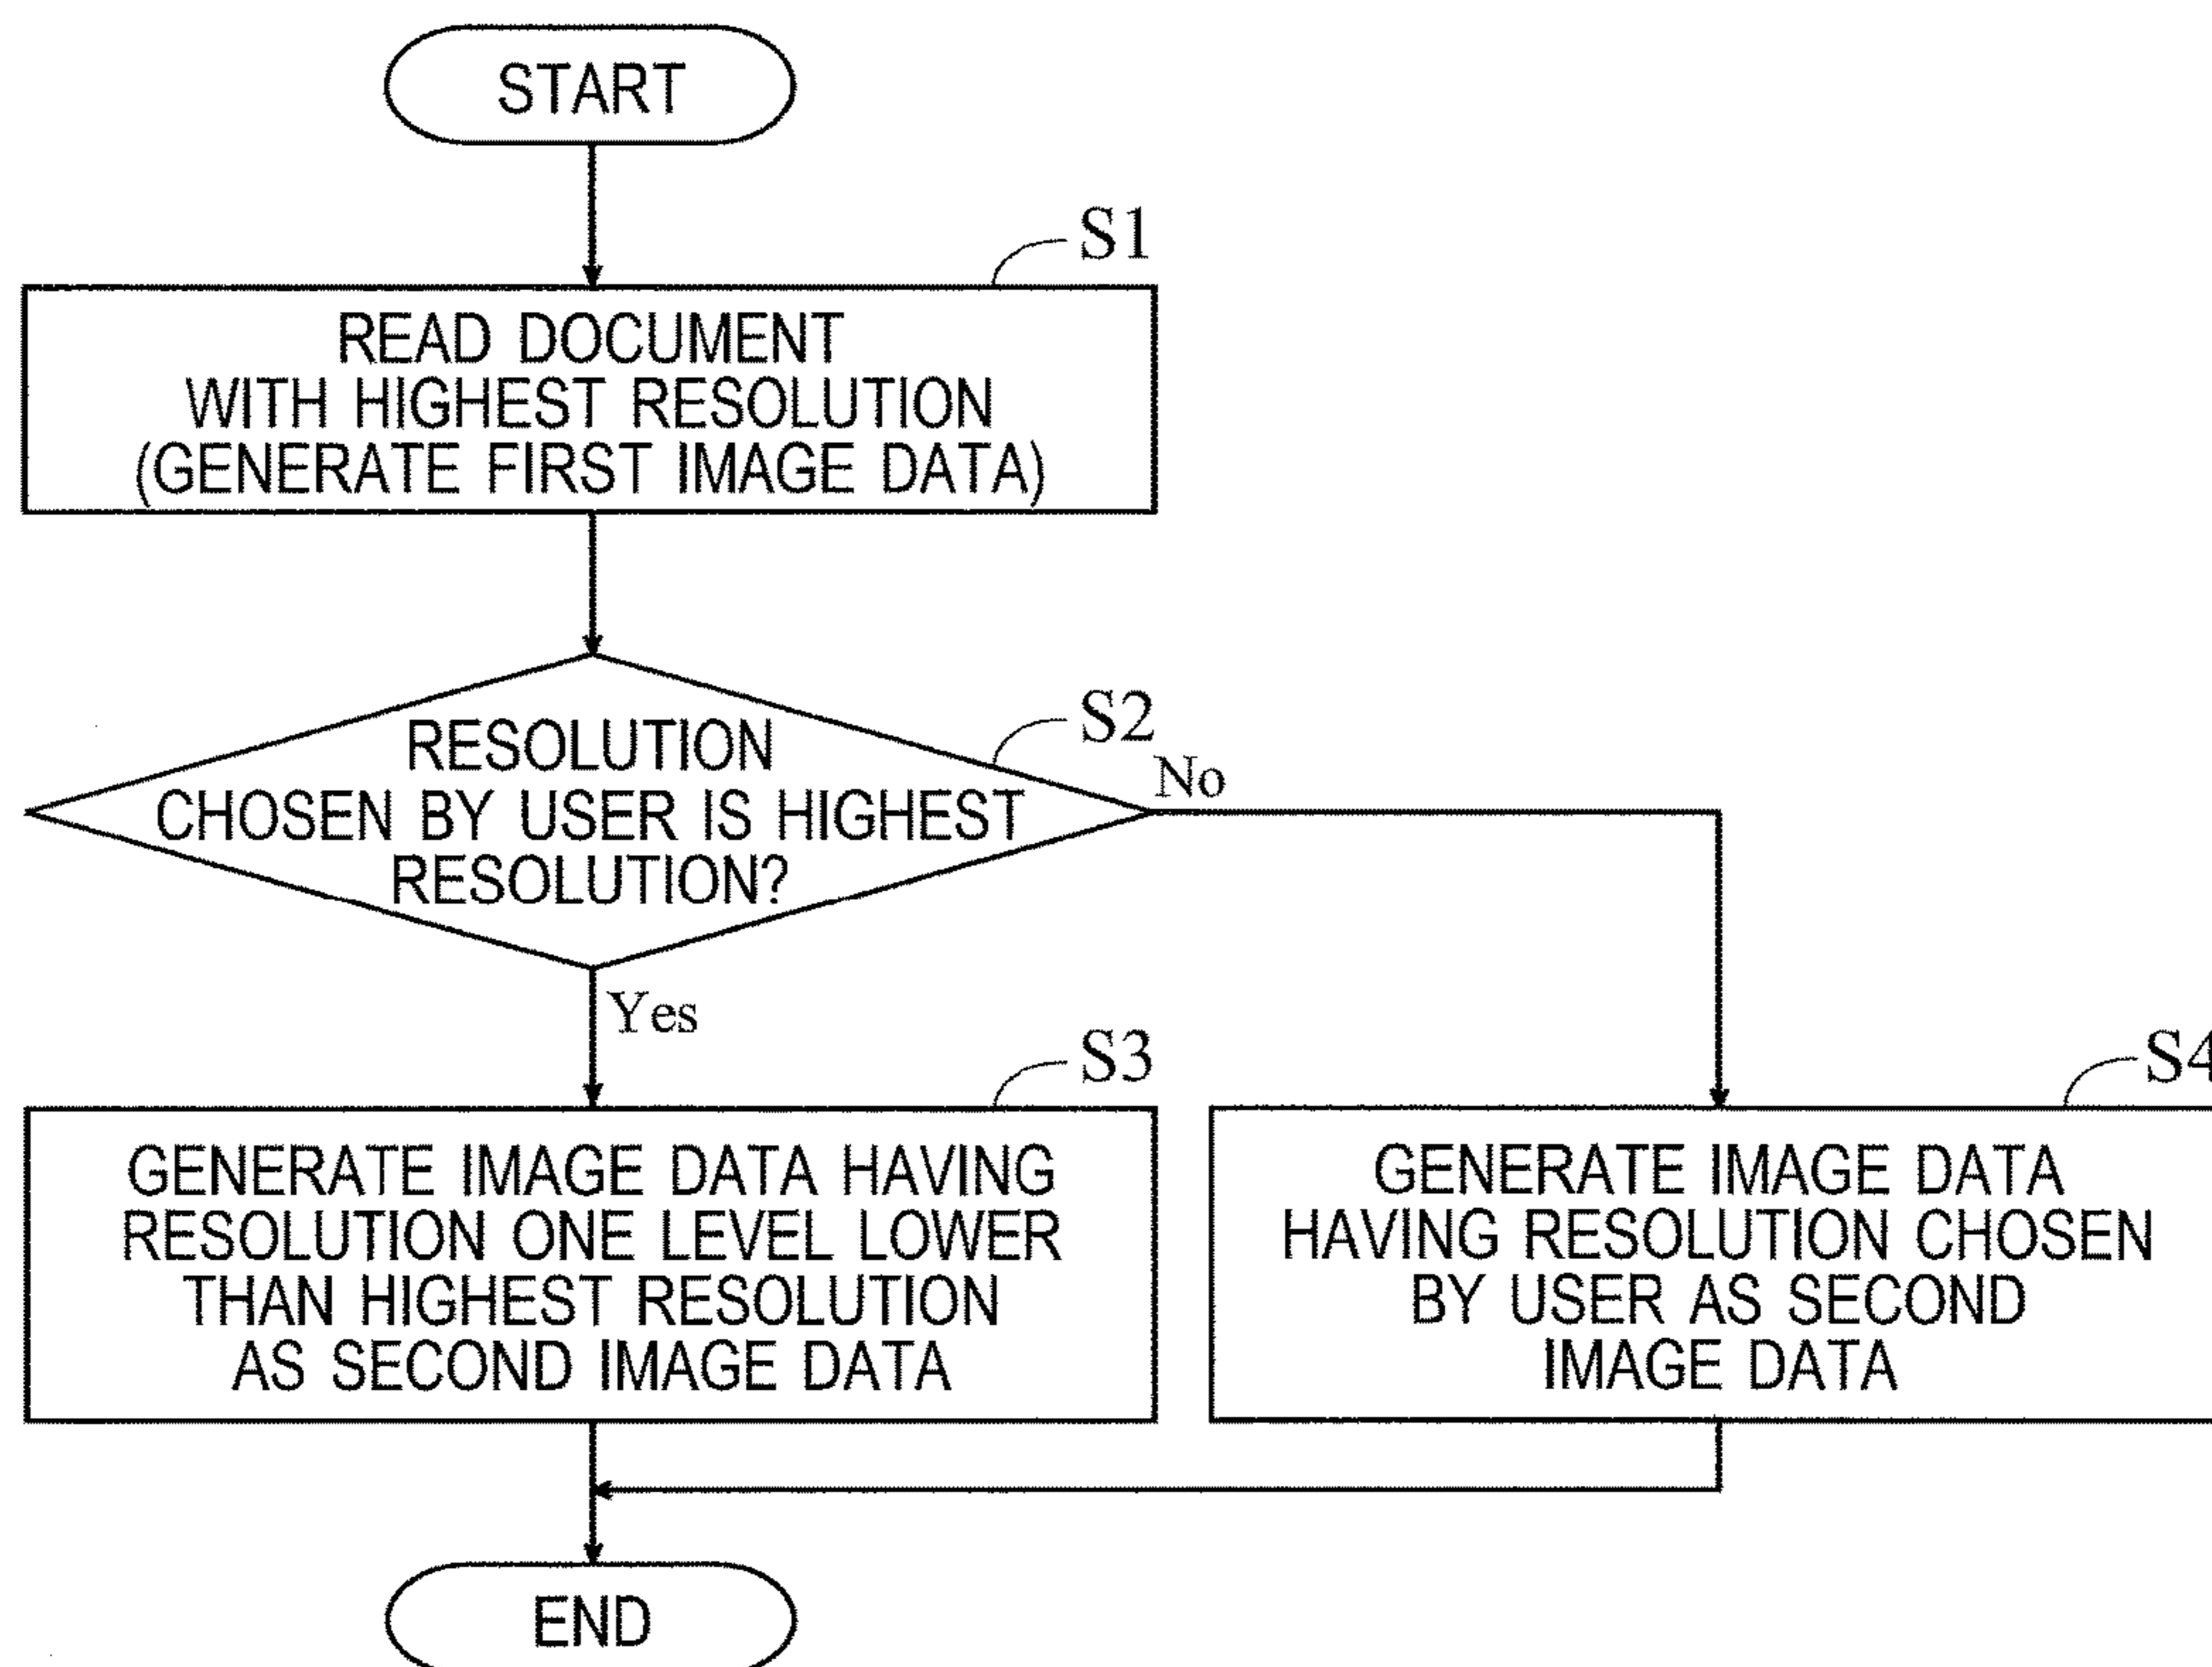 START
S1
READ DOCUMENT
WITH HIGHEST RESOLUTION
(GENERATE FIRST IMAGE DATA)
S2
RESOLUTION
CHOSEN BY USER IS HIGHEST
RESOLUTION?
No
Yes
S3
GENERATE IMAGE DATA HAVING
RESOLUTION ONE LEVEL LOWER
THAN HIGHEST RESOLUTION
AS SECOND IMAGE DATA
S4
GENERATE IMAGE DATA
HAVING RESOLUTION CHOSEN
BY USER AS SECOND
IMAGE DATA
END